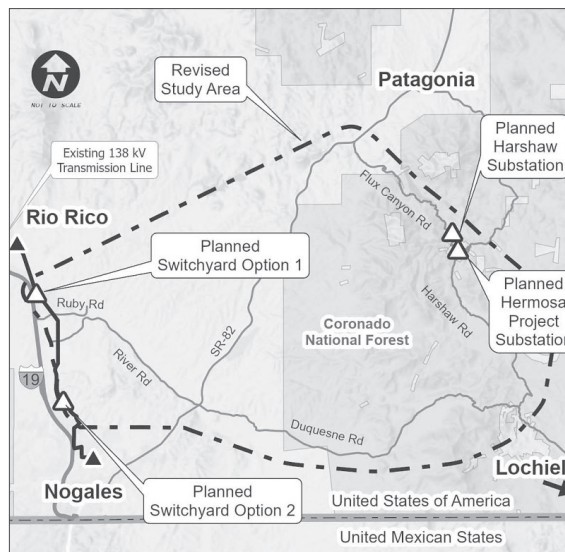 Revised
Study Area
Patagonia
N
NOT TO SCALE
Planned
Harshaw
Substation
Existing 138 kV
Transmission Line
Flux Canyon Rd
Rio Rico
Planned
Switchyard Option 1
Planned
Hermosa
Project
Substation
Ruby Rd
Harshaw Rd
SR-82
Coronado
National Forest
River Rd
19
Duquesne Rd
Lochiel
Nogales
Planned
Switchyard Option 2
United States of America
United Mexican States